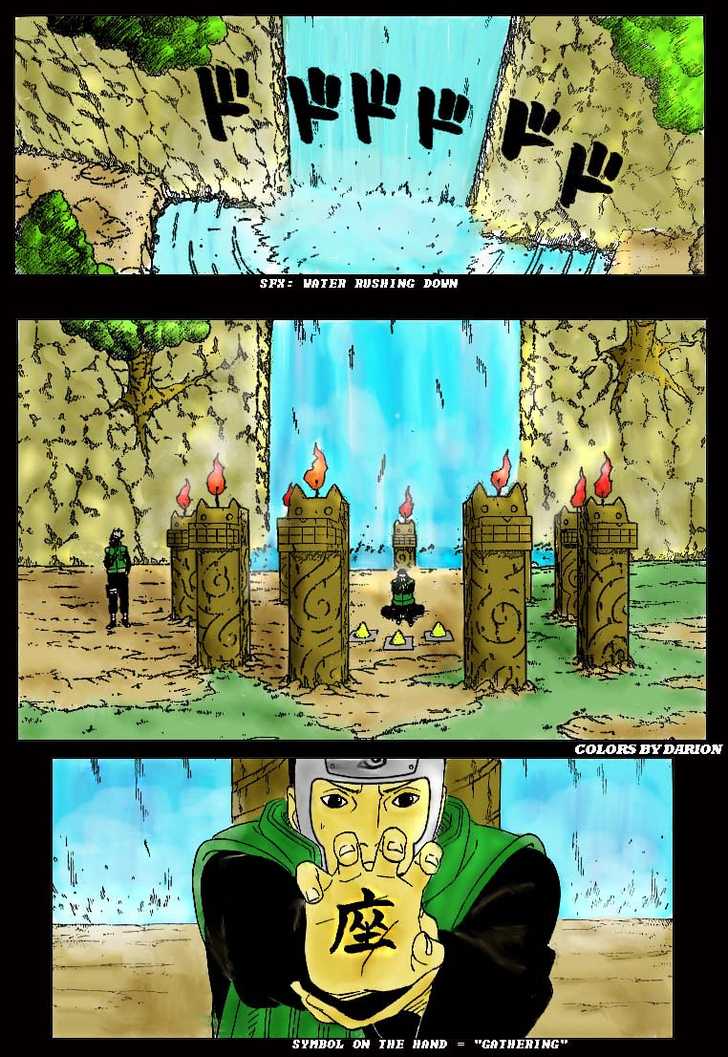 ド ド ド ド ド ド
SFX: WATER RUSHING DOWN
COLORS BY DARION
座
SYMBOL ON THE HAND = "GATHERING"